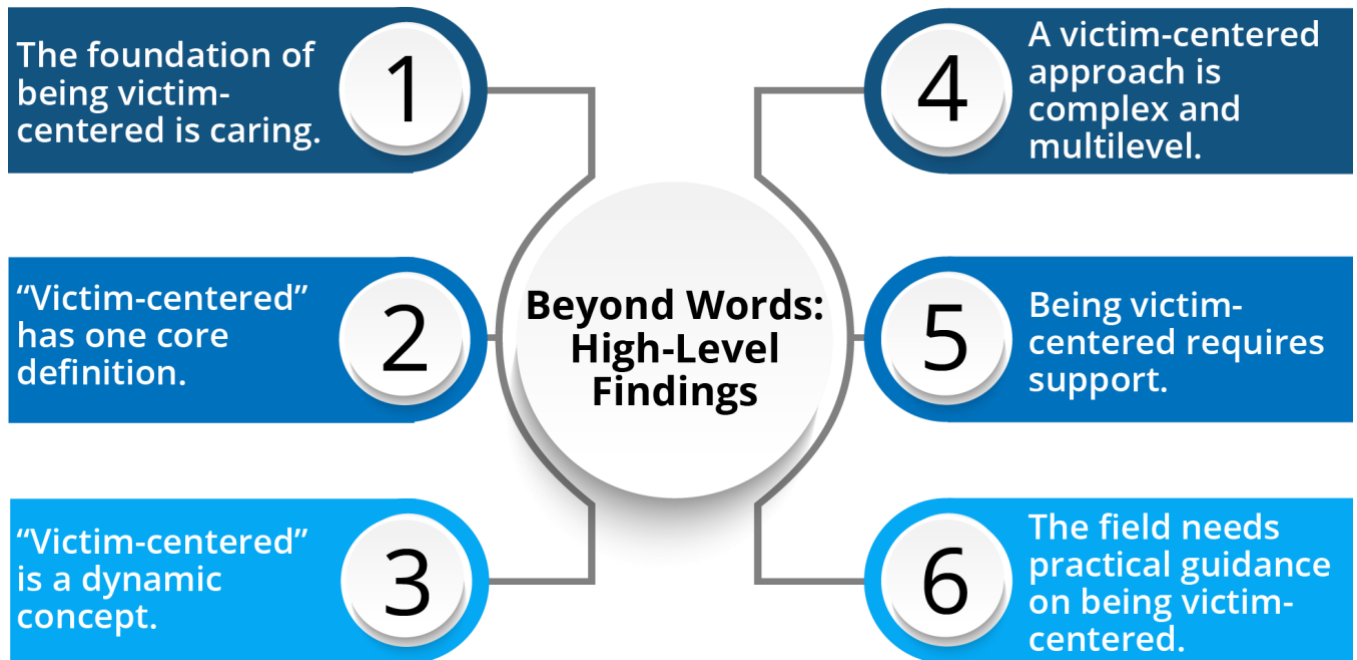 Beyond Words:
High-Level
Findings
1
The foundation of
being victim-
centered is caring.
2
“Victim-centered”
has one core
definition.
3
“Victim-centered”
is a dynamic
concept.
4
A victim-centered
approach is
complex and
multilevel.
5
Being victim-
centered requires
support.
6
The field needs
practical guidance
on being victim-
centered.